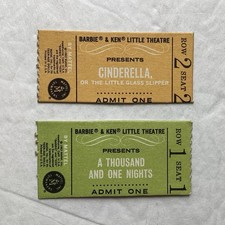 BARBIE® & KEN® LITTLE THEATRE
PRESENTS
CINDERELLA,
OR THE LITTLE GLASS SLIPPER
ADMIT ONE
ROW SEAT
2 2
BARBIE® & KEN® LITTLE THEATRE
PRESENTS
A THOUSAND
AND ONE NIGHTS
ADMIT ONE
ROW SEAT
1 1